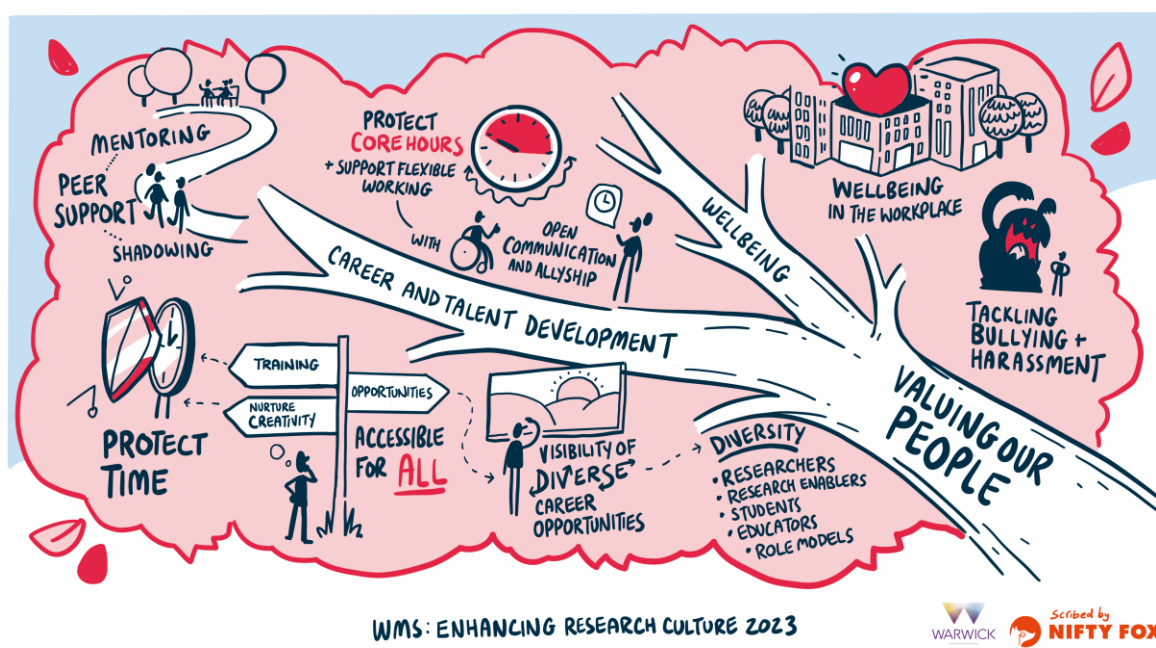 MENTORING
PEER
SUPPORT
SHADOWING
PROTECT
CORE HOURS
+ SUPPORT FLEXIBLE
WORKING
WITH
OPEN
COMMUNICATION
AND ALLYSHIP
WELLBEING
WELLBEING
IN THE WORKPLACE
TACKLING
BULLYING +
HARASSMENT
CAREER AND TALENT DEVELOPMENT
VALUING OUR
PEOPLE
PROTECT
TIME
TRAINING
NURTURE
CREATIVITY
OPPORTUNITIES
ACCESSIBLE
FOR ALL
VISIBILITY OF
DIVERSE
CAREER
OPPORTUNITIES
DIVERSITY
• RESEARCHERS
• RESEARCH ENABLERS
• STUDENTS
• EDUCATORS
• ROLE MODELS
WMS: ENHANCING RESEARCH CULTURE 2023
WARWICK
Scribed by
NIFTY FOX